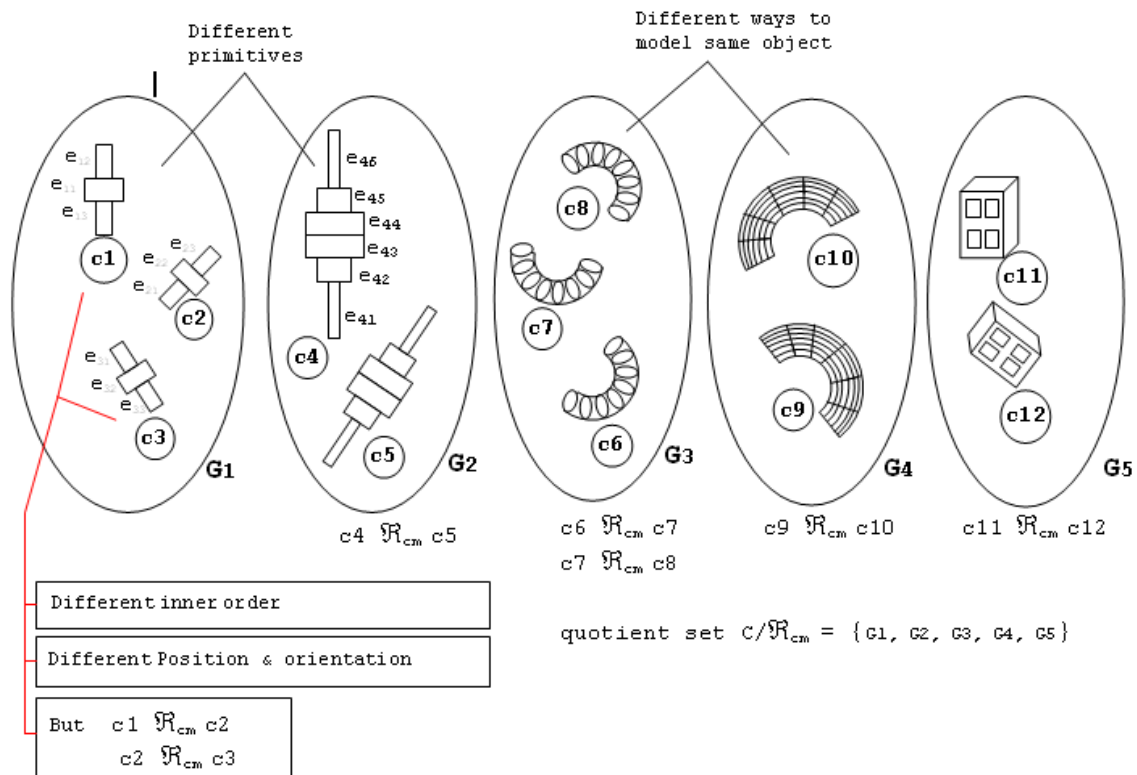 Different
primitives
Different ways to
model same object
e₁₂
e₁₁
e₁₃
c1
e₂₃
e₂₂
e₂₁
c2
e₃₁
e₃₂
c3
G1
e₄₆
e₄₅
e₄₄
e₄₃
e₄₂
e₄₁
c4
c5
G2
c8
c7
c6
G3
c10
c9
G4
c11
c12
G5
c4 ℜcm c5
c6 ℜcm c7
c7 ℜcm c8
c9 ℜcm c10
c11 ℜcm c12
Different inner order
Different Position & orientation
But c1 ℜcm c2
c2 ℜcm c3
quotient set C/ℜcm = {G1, G2, G3, G4, G5}